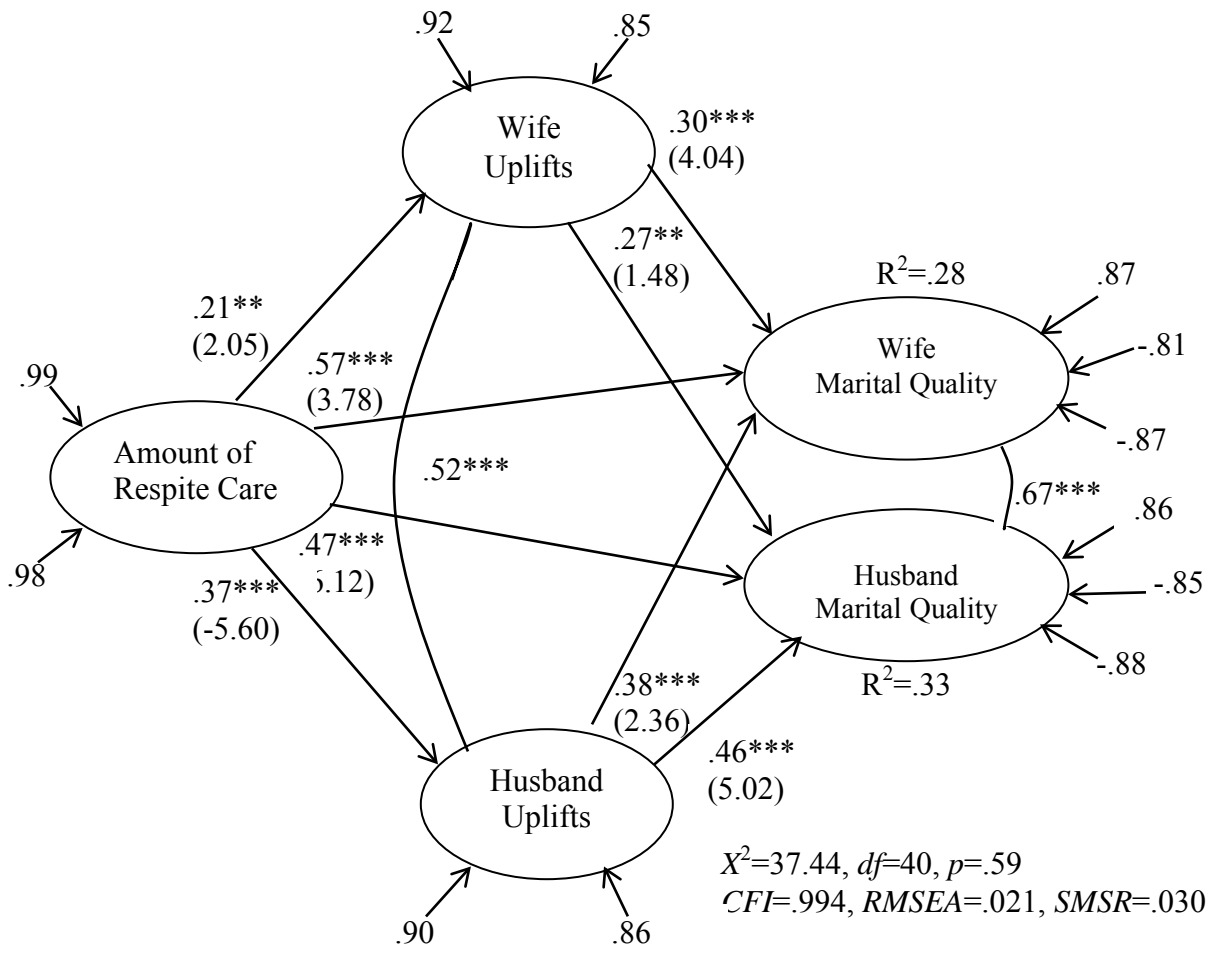 .92
.85
Wife
Uplifts
.30***
(4.04)
.27**
(1.48)
R²=.28
.87
.21**
(2.05)
.57***
(3.78)
Wife
Marital Quality
-.81
.99
-.87
Amount of
Respite Care
.52***
.67***
.86
.98
.47***
.12)
.37***
(-5.60)
Husband
Marital Quality
-.85
-.88
R²=.33
.38***
(2.36)
.46***
(5.02)
Husband
Uplifts
X²=37.44, df=40, p=.59
CFI=.994, RMSEA=.021, SMSR=.030
.90
.86